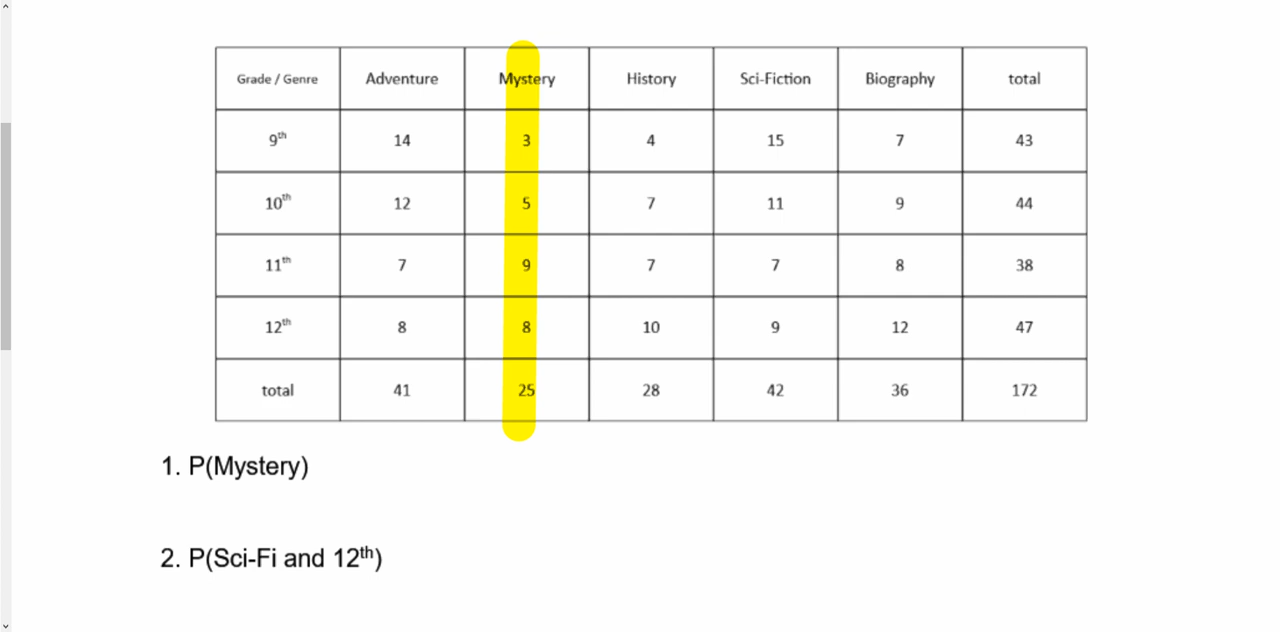 Grade / Genre Adventure Mystery History Sci-Fiction Biography total
9th 14 3 4 15 7 43
10th 12 5 7 11 9 44
11th 7 9 7 7 8 38
12th 8 8 10 9 12 47
total 41 25 28 42 36 172
1. P(Mystery)
2. P(Sci-Fi and 12th)